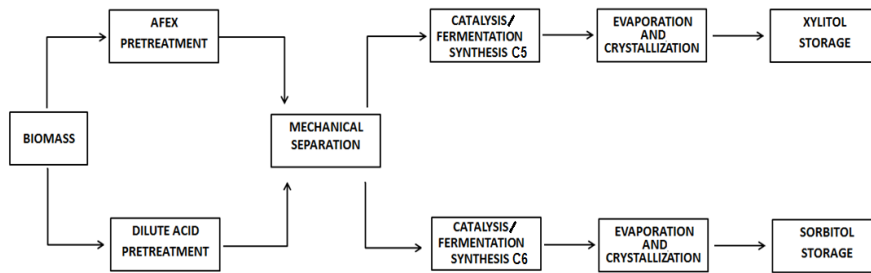 AFEX
PRETREATMENT
CATALYSIS/
FERMENTATION
SYNTHESIS C5
EVAPORATION
AND
CRYSTALLIZATION
XYLITOL
STORAGE
BIOMASS
MECHANICAL
SEPARATION
DILUTE ACID
PRETREATMENT
CATALYSIS/
FERMENTATION
SYNTHESIS C6
EVAPORATION
AND
CRYSTALLIZATION
SORBITOL
STORAGE